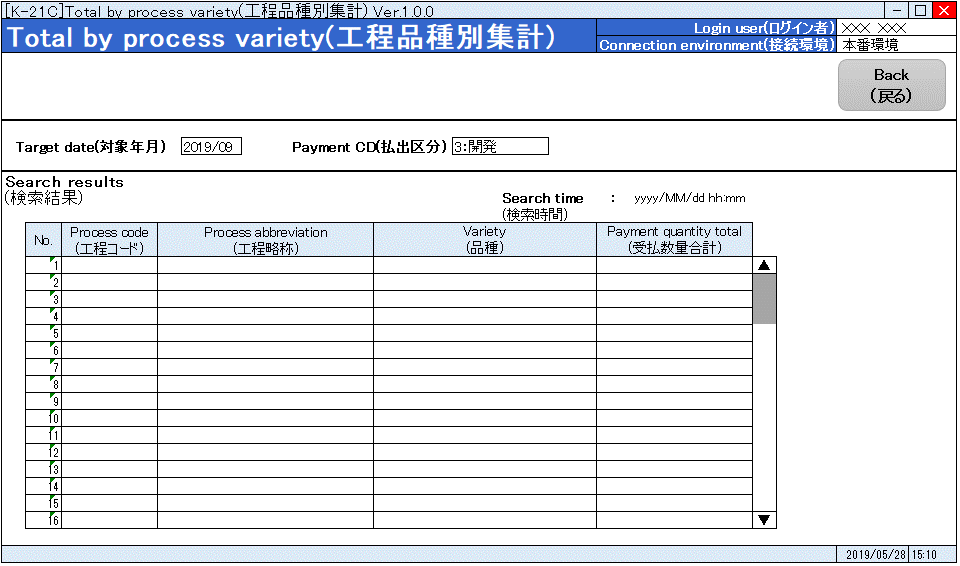 [K-21C]Total by process variety(工程品種別集計) Ver.1.0.0
Total by process variety(工程品種別集計)
Login user(ログイン者) ××× ×××
Connection environment(接続環境) 本番環境
Back
(戻る)
Target date(対象年月) 2019/09 Payment CD(払出区分) 3:開発
Search results
(検索結果)
Search time : yyyy/MM/dd hh:mm
(検索時間)
No. Process code Process abbreviation Variety Payment quantity total
(工程コード) (工程略称) (品種) (受払数量合計)
1
2
3
4
5
6
7
8
9
10
11
12
13
14
15
16
2019/05/28 15:10